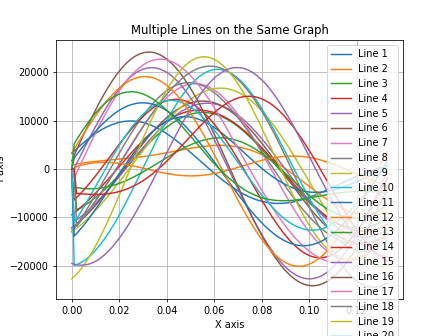 Multiple Lines on the Same Graph
20000
10000
0
−10000
−20000
axis
0.00
0.02
0.04
0.06
0.08
0.10
X axis
Line 1
Line 2
Line 3
Line 4
Line 5
Line 6
Line 7
Line 8
Line 9
Line 10
Line 11
Line 12
Line 13
Line 14
Line 15
Line 16
Line 17
Line 18
Line 19
Line 20